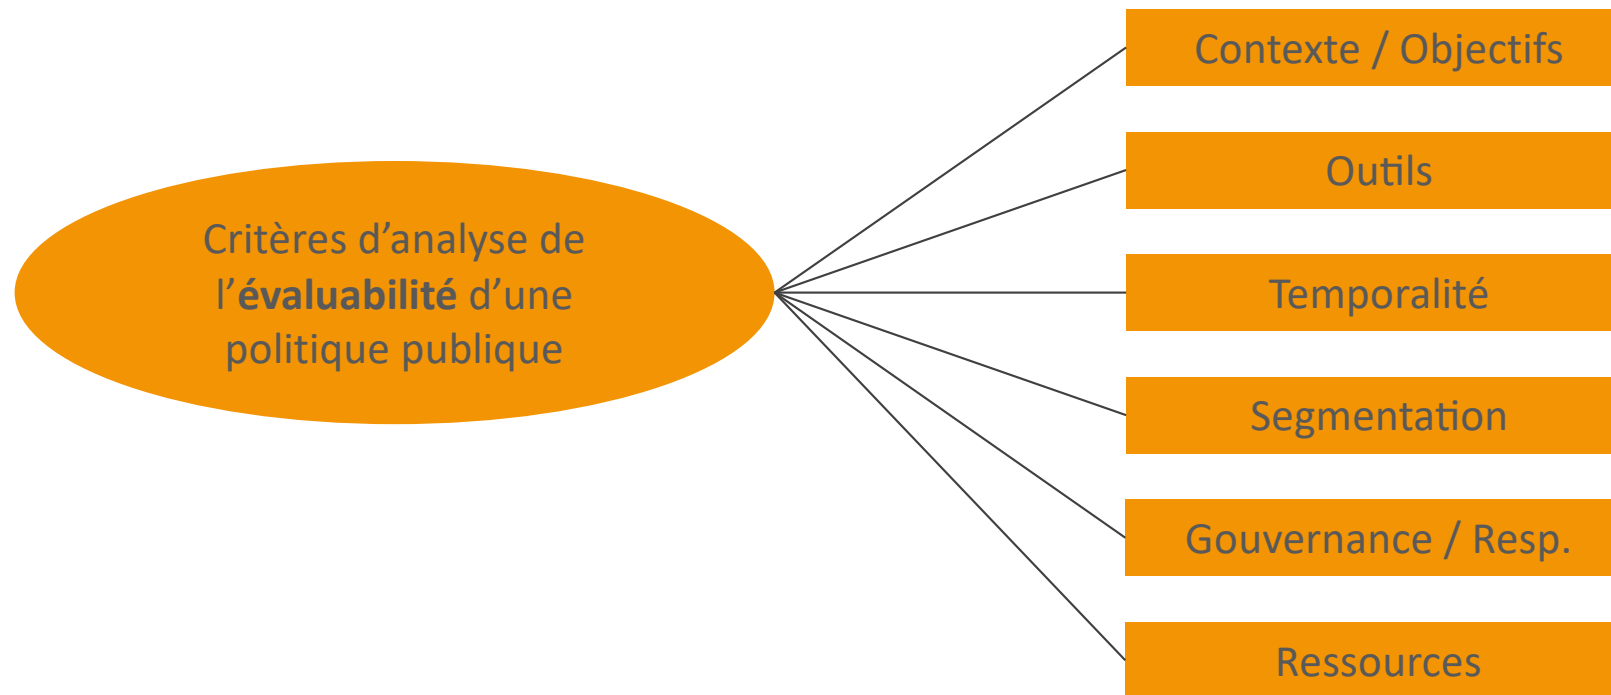 Critères d’analyse de
l’évaluabilité d’une
politique publique
Contexte / Objectifs
Outils
Temporalité
Segmentation
Gouvernance / Resp.
Ressources